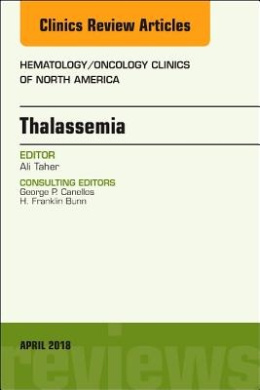 Clinics Review Articles
HEMATOLOGY/ONCOLOGY CLINICS
OF NORTH AMERICA
Thalassemia
EDITOR
Ali Taher
CONSULTING EDITORS
George P. Canellos
H. Franklin Bunn
APRIL 2018
reviews